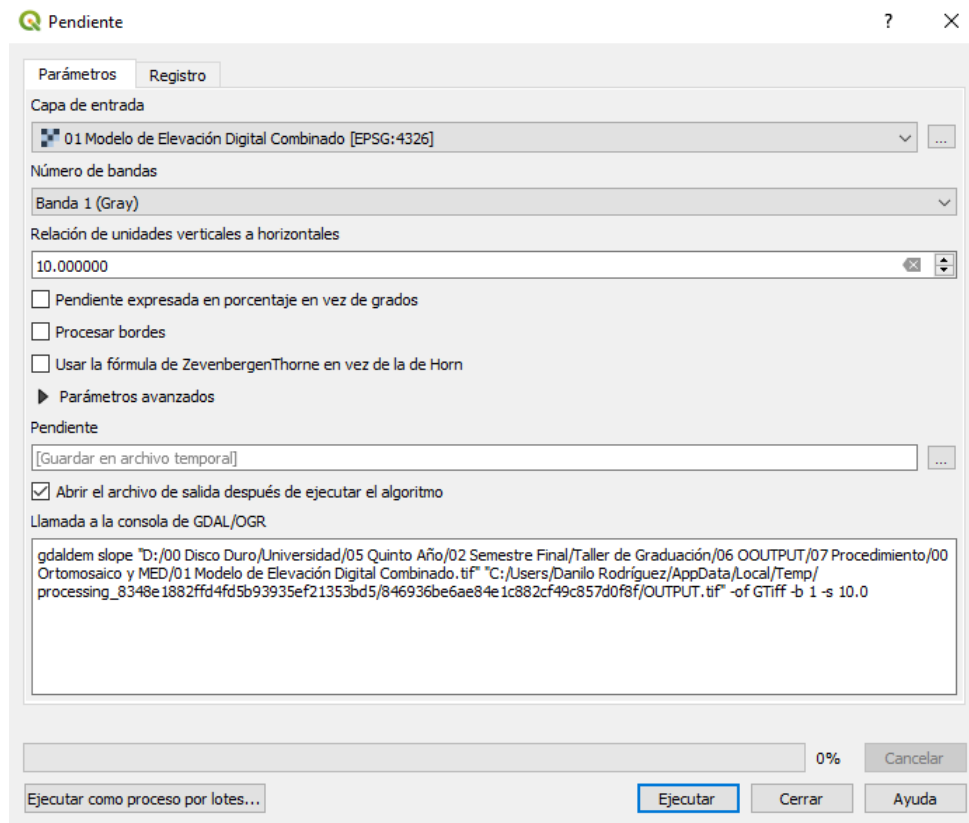 Pendiente
?
Parámetros
Registro
Capa de entrada
01 Modelo de Elevación Digital Combinado [EPSG:4326]
...
Número de bandas
Banda 1 (Gray)
Relación de unidades verticales a horizontales
10.000000
Pendiente expresada en porcentaje en vez de grados
Procesar bordes
Usar la fórmula de ZevenbergenThorne en vez de la de Horn
Parámetros avanzados
Pendiente
[Guardar en archivo temporal]
...
Abrir el archivo de salida después de ejecutar el algoritmo
Llamada a la consola de GDAL/OGR
gdaldem slope "D:/00 Disco Duro/Universidad/05 Quinto Año/02 Semestre Final/Taller de Graduación/06 OOUTPUT/07 Procedimiento/00
Ortomosaico y MED/01 Modelo de Elevación Digital Combinado.tif" "C:/Users/Danilo Rodríguez/AppData/Local/Temp/
processing_8348e1882ffd4fd5b93935ef21353bd5/846936be6ae84e1c882cf49c857d0f8f/OUTPUT.tif" -of GTiff -b 1 -s 10.0
0%
Cancelar
Ejecutar como proceso por lotes...
Ejecutar
Cerrar
Ayuda